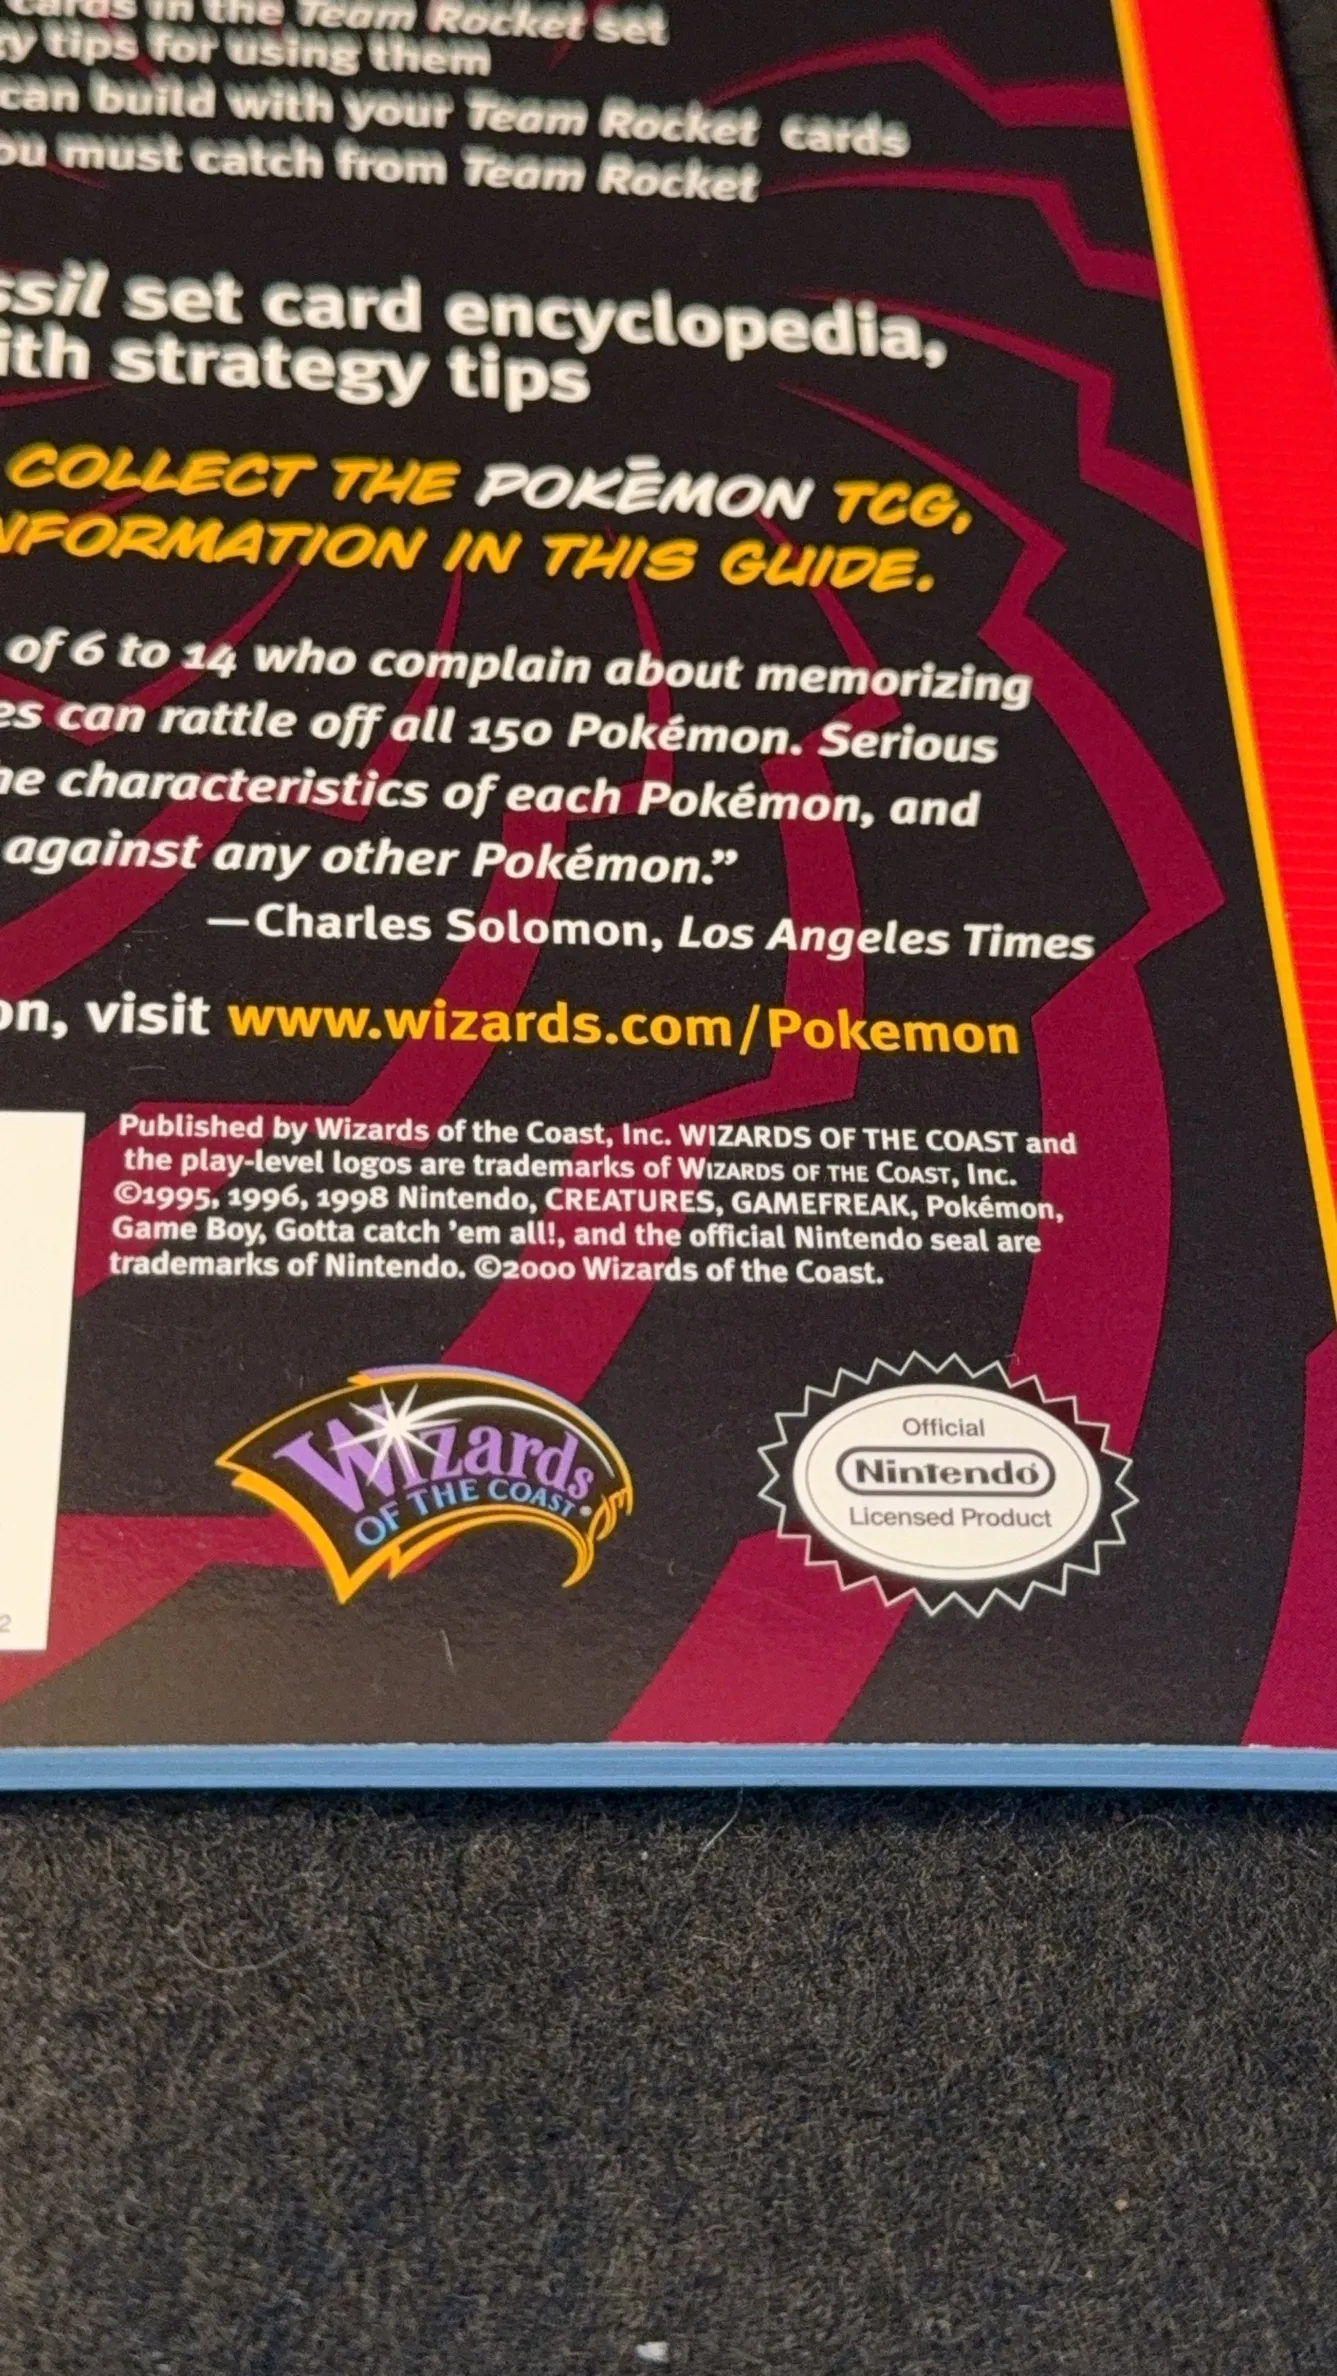 cards in the Team Rocket set
tips for using them
can build with your Team Rocket cards
must catch from Team Rocket
set card encyclopedia,
strategy tips
COLLECT THE POKĒMON TCG,
IN THIS GUIDE.
of 6 to 14 who complain about memorizing
can rattle off all 150 Pokémon. Serious
characteristics of each Pokémon, and
against any other Pokémon.”
—Charles Solomon, Los Angeles Times
visit www.wizards.com/Pokemon
Published by Wizards of the Coast, Inc. WIZARDS OF THE COAST and
the play-level logos are trademarks of WIZARDS OF THE COAST, Inc.
©1995, 1996, 1998 Nintendo, CREATURES, GAMEFREAK, Pokémon,
Game Boy, Gotta catch 'em all!, and the official Nintendo seal are
trademarks of Nintendo. ©2000 Wizards of the Coast.
Wizards
OF THE COAST®
Official
Nintendo
Licensed Product
2